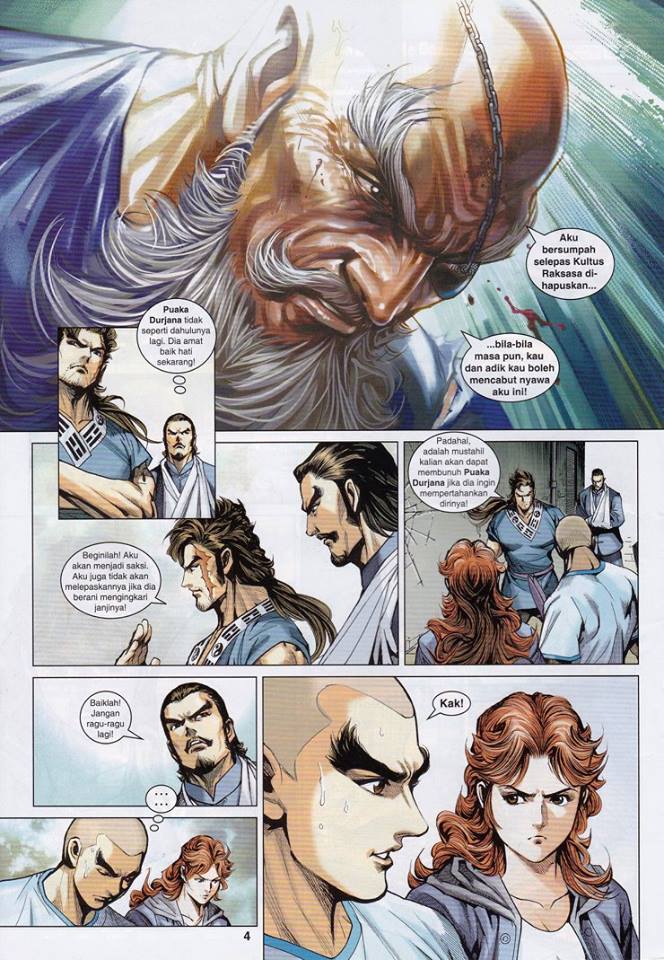 Aku
bersumpah
selepas Kultus
Raksasa di-
hapuskan...
...bila-bila
masa pun, kau
dan adik kau boleh
mencabut nyawa
aku ini!
Puaka
Durjana tidak
seperti dahulunya
lagi. Dia amat
baik hati
sekarang!
Beginilah! Aku
akan menjadi saksi.
Aku juga tidak akan
melepaskannya jika dia
berani mengingkari
janjinya!
Padahal,
adalah mustahil
kalian akan dapat
membunuh Puaka
Durjana jika dia ingin
mempertahankan
dirinya!
Baiklah!
Jangan
ragu-ragu
lagi!
...
...
Kak!
4